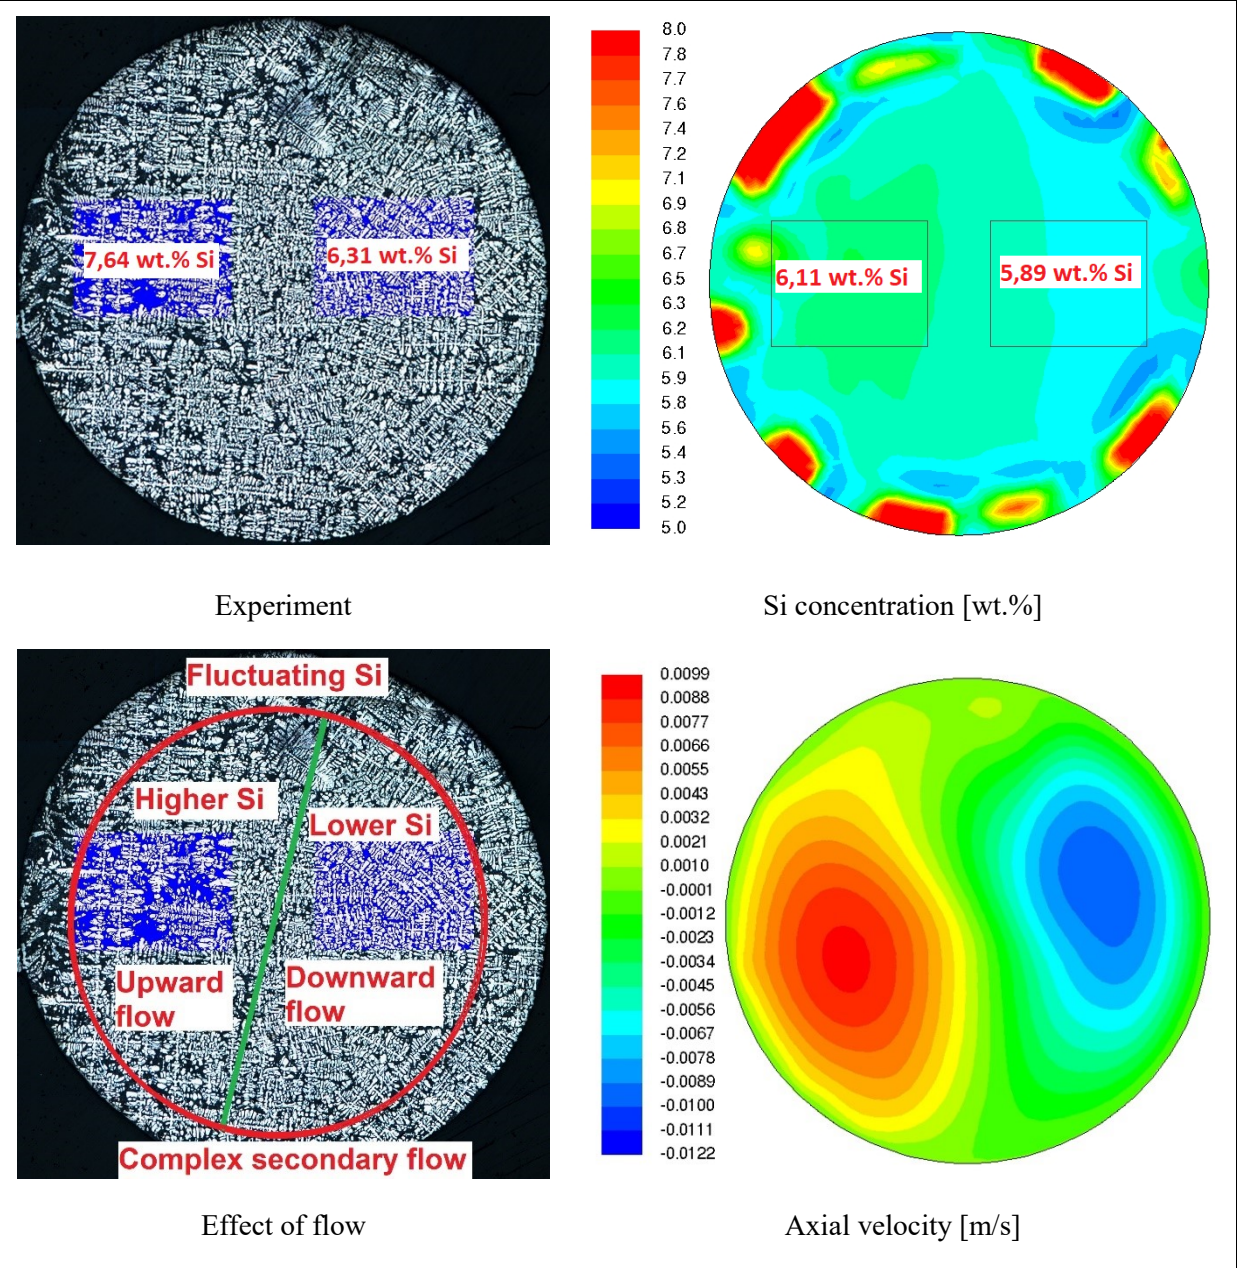 7,64 wt.% Si
6,31 wt.% Si
8.0
7.8
7.7
7.6
7.4
7.2
7.1
6.9
6.8
6.7
6.5
6.3
6.2
6.1
5.9
5.8
5.6
5.4
5.3
5.2
5.0
6,11 wt.% Si
5,89 wt.% Si
Experiment
Si concentration [wt.%]
Fluctuating Si
Higher Si
Lower Si
Upward
flow
Downward
flow
Complex secondary flow
0.0099
0.0088
0.0077
0.0066
0.0055
0.0043
0.0032
0.0021
0.0010
-0.0001
-0.0012
-0.0023
-0.0034
-0.0045
-0.0056
-0.0067
-0.0078
-0.0089
-0.0100
-0.0111
-0.0122
Effect of flow
Axial velocity [m/s]